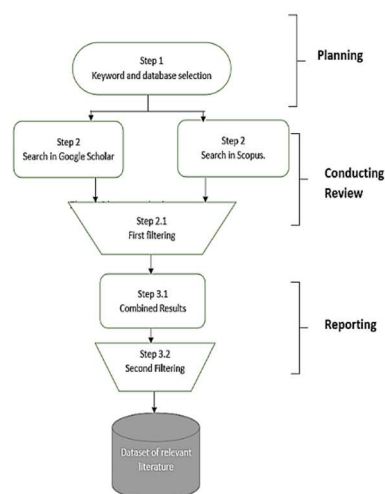 Step 1
Keyword and database selection
Planning
Step 2
Search in Google Scholar
Step 2
Search in Scopus.
Conducting
Review
Step 2.1
First filtering
Step 3.1
Combined Results
Reporting
Step 3.2
Second Filtering
Dataset of relevant
literature